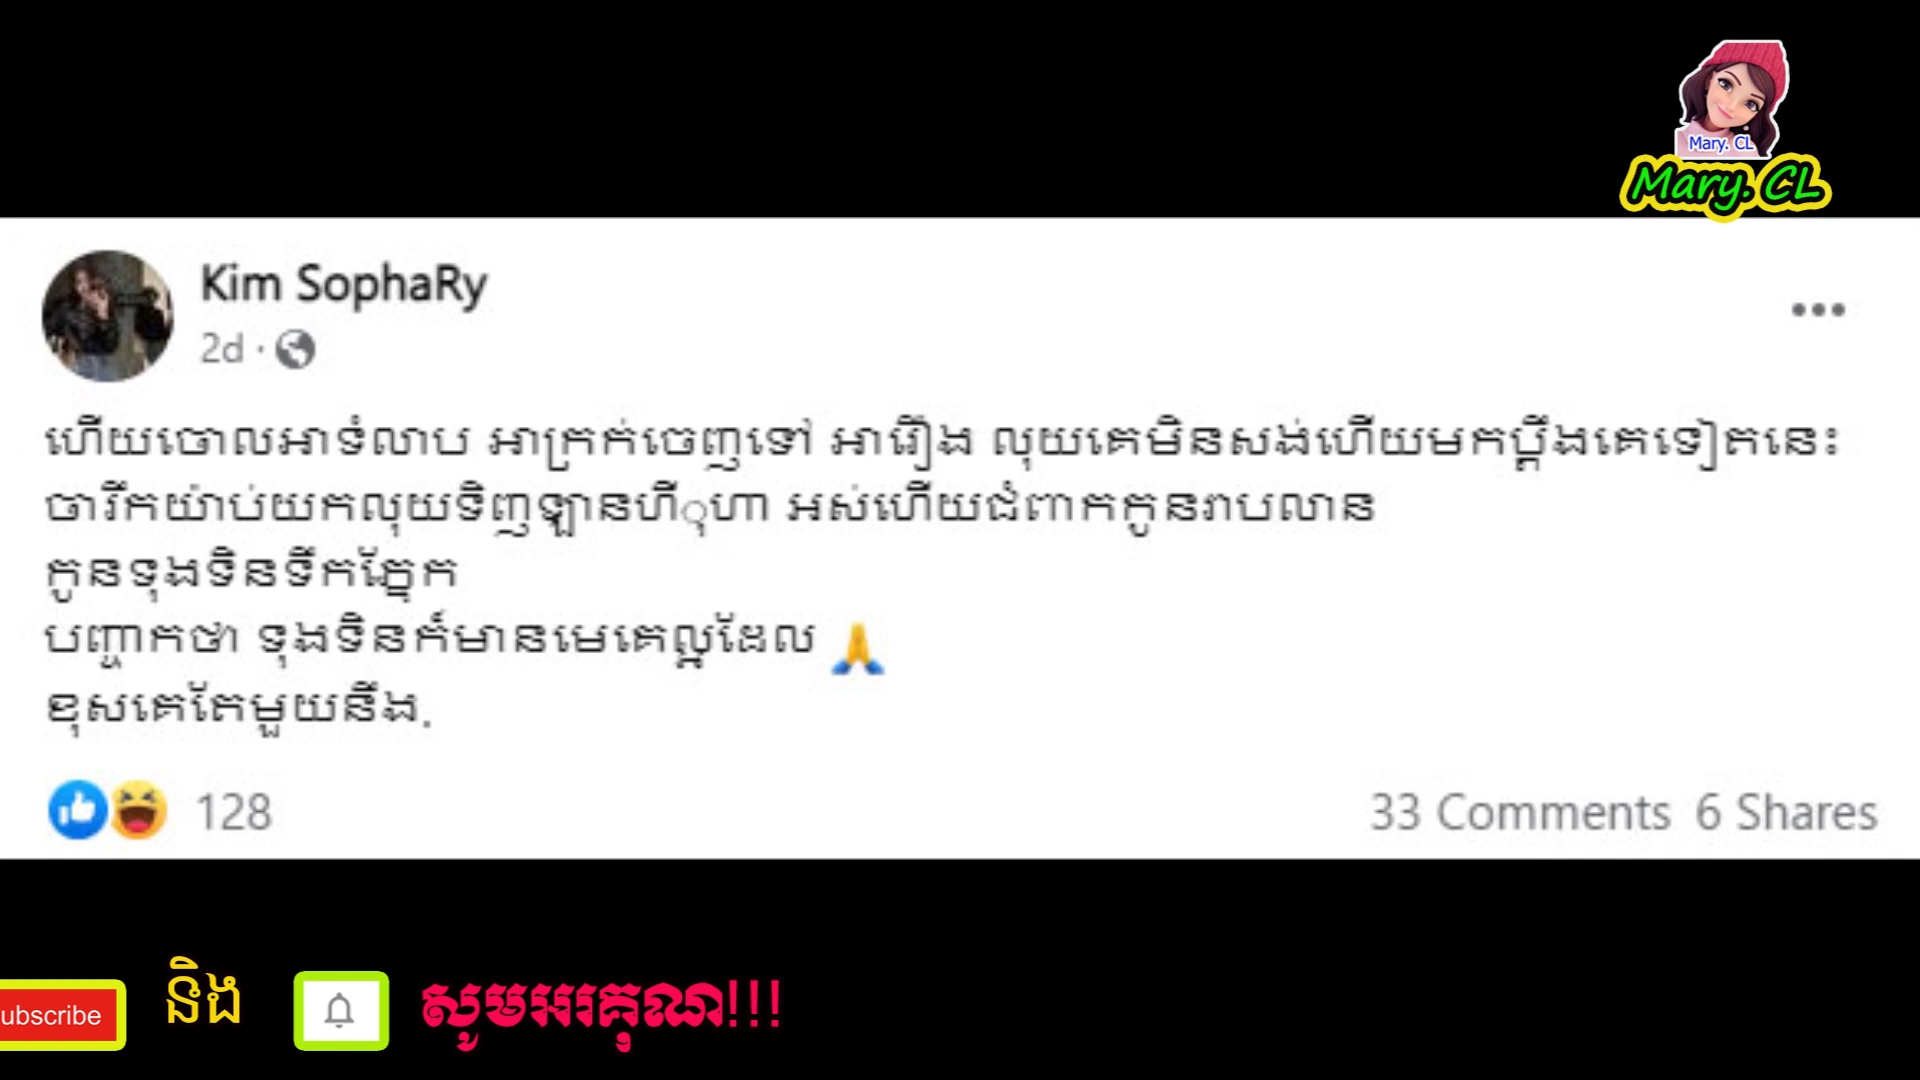 Mary. CL
Mary. CL
Kim SophaRy
2d ·
ហើយចោលអាទំលាប អាក្រក់ចេញទៅ អារឿង លុយគេមិនសង់ហើយមកប្ដឹងគេទៀតនេះ
ចារឹកយ៉ាប់យកលុយទិញឡានហ៊ីុហា អស់ហើយជំពាកកូនរាបលាន
កូនទុងទិនទឹកភ្នែក
បញ្ជាកថា ទុងទិនក៏មានមេគេល្អដែល 🙏
ខុសគេតែមួយនឹង.
128
33 Comments 6 Shares
ubscribe និង សូមអរគុណ!!!